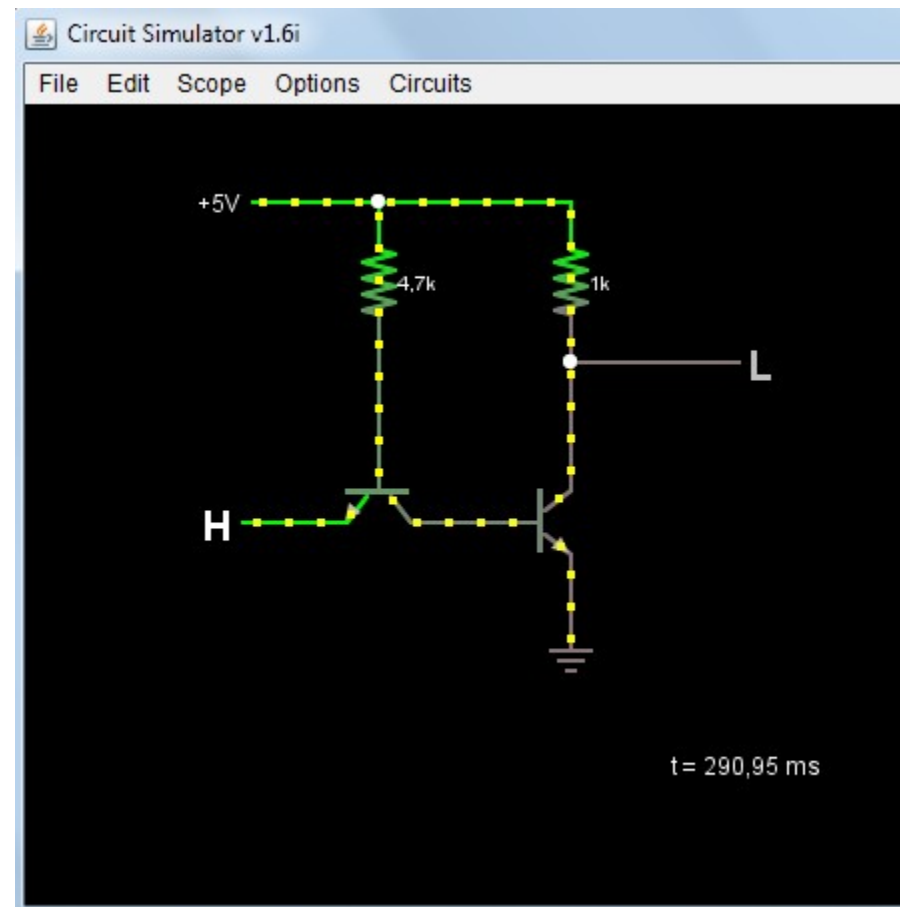 Circuit Simulator v1.6i
File Edit Scope Options Circuits
+5V
4,7k
1k
L
H
t = 290,95 ms